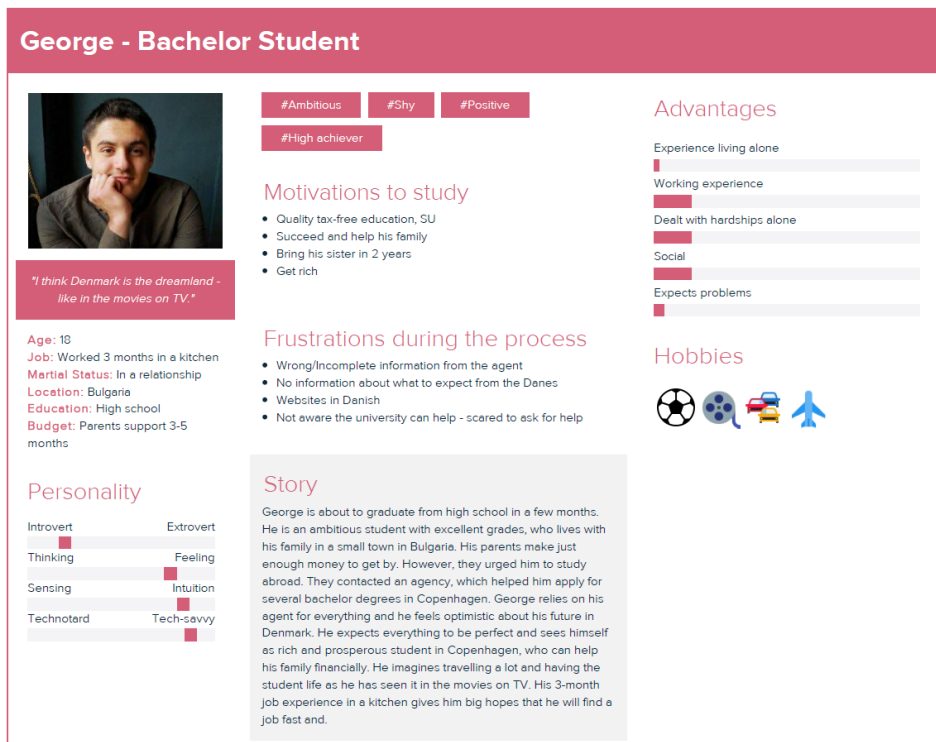 George - Bachelor Student
"I think Denmark is the dreamland -
like in the movies on TV."
Age: 18
Job: Worked 3 months in a kitchen
Martial Status: In a relationship
Location: Bulgaria
Education: High school
Budget: Parents support 3-5
months
Personality
Introvert Extrovert
Thinking Feeling
Sensing Intuition
Technotard Tech-savvy
#Ambitious #Shy #Positive
#High achiever
Motivations to study
Quality tax-free education, SU
Succeed and help his family
Bring his sister in 2 years
Get rich
Frustrations during the process
Wrong/Incomplete information from the agent
No information about what to expect from the Danes
Websites in Danish
Not aware the university can help - scared to ask for help
Story
George is about to graduate from high school in a few months.
He is an ambitious student with excellent grades, who lives with
his family in a small town in Bulgaria. His parents make just
enough money to get by. However, they urged him to study
abroad. They contacted an agency, which helped him apply for
several bachelor degrees in Copenhagen. George relies on his
agent for everything and he feels optimistic about his future in
Denmark. He expects everything to be perfect and sees himself
as rich and prosperous student in Copenhagen, who can help
his family financially. He imagines travelling a lot and having the
student life as he has seen it in the movies on TV. His 3-month
job experience in a kitchen gives him big hopes that he will find a
job fast and.
Advantages
Experience living alone
Working experience
Dealt with hardships alone
Social
Expects problems
Hobbies